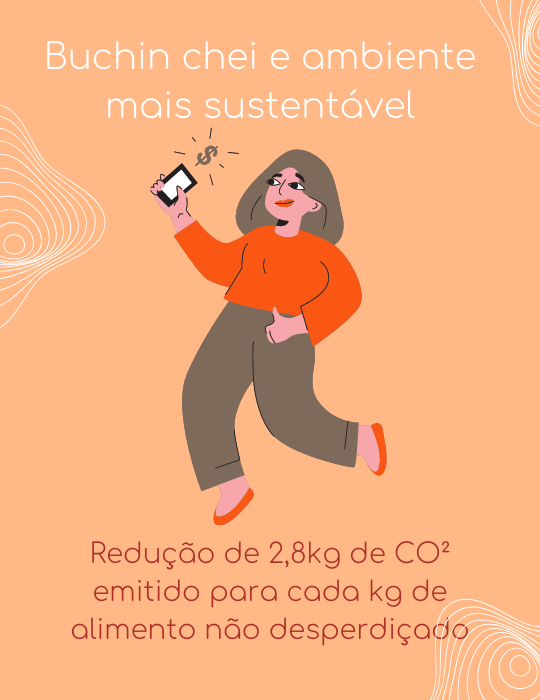 Buchin chei e ambiente
mais sustentável
$
Redução de 2,8kg de CO²
emitido para cada kg de
alimento não desperdiçado